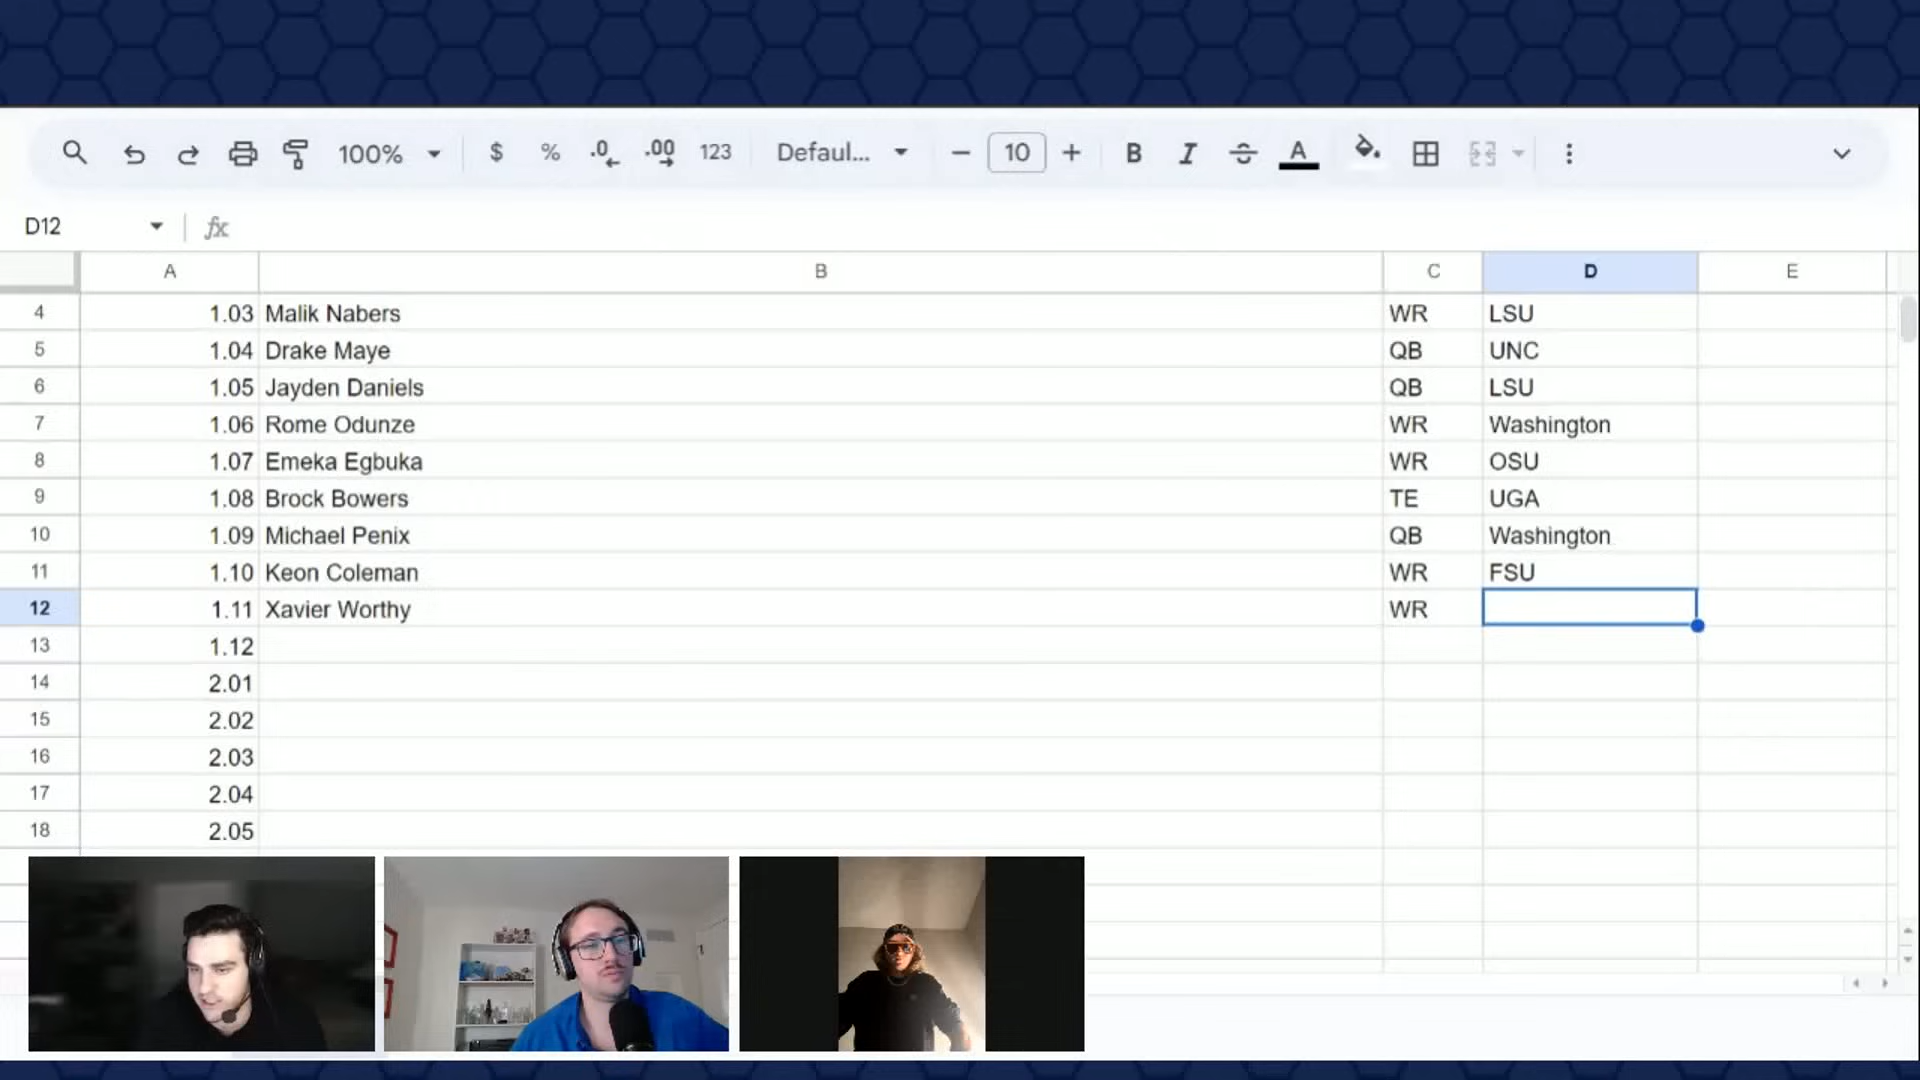 100% $ % .0 .00 123 Defaul... 10 B I S A
D12 fx
A B C D E
4 1.03 Malik Nabers WR LSU
5 1.04 Drake Maye QB UNC
6 1.05 Jayden Daniels QB LSU
7 1.06 Rome Odunze WR Washington
8 1.07 Emeka Egbuka WR OSU
9 1.08 Brock Bowers TE UGA
10 1.09 Michael Penix QB Washington
11 1.10 Keon Coleman WR FSU
12 1.11 Xavier Worthy WR
13 1.12
14 2.01
15 2.02
16 2.03
17 2.04
18 2.05